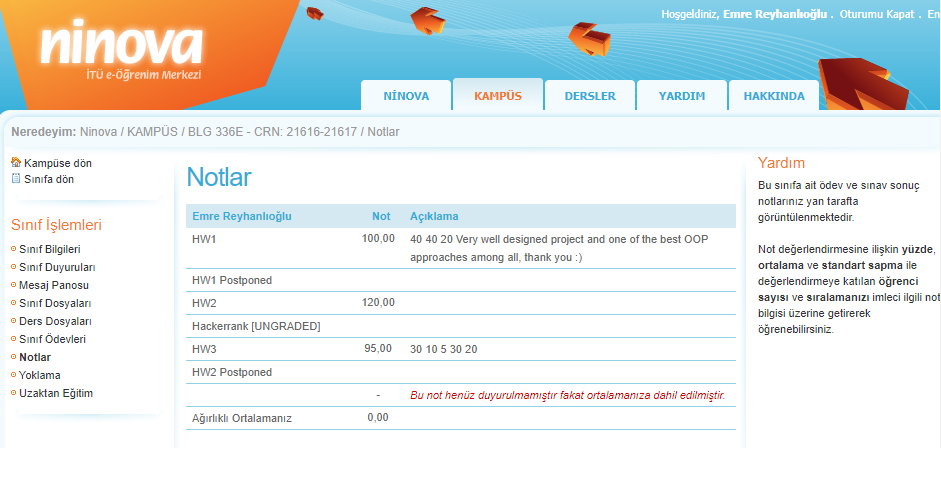 Hoşgeldiniz, Emre Reyhanlıoğlu . Oturumu Kapat . En
ninova
İTÜ e-Öğrenim Merkezi
NİNOVA KAMPÜS DERSLER YARDIM HAKKINDA
Neredeyim: Ninova / KAMPÜS / BLG 336E - CRN: 21616-21617 / Notlar
Kampüse dön
Sınıfa dön
Sınıf İşlemleri
Sınıf Bilgileri
Sınıf Duyuruları
Mesaj Panosu
Sınıf Dosyaları
Ders Dosyaları
Sınıf Ödevleri
Notlar
Yoklama
Uzaktan Eğitim
Notlar
Emre Reyhanlıoğlu Not Açıklama
HW1 100,00 40 40 20 Very well designed project and one of the best OOP
approaches among all, thank you :)
HW1 Postponed
HW2 120,00
Hackerrank [UNGRADED]
HW3 95,00 30 10 5 30 20
HW2 Postponed
- Bu not henüz duyurulmamıştır fakat ortalamanıza dahil edilmiştir.
Ağırlıklı Ortalamanız 0,00
Yardım
Bu sınıfa ait ödev ve sınav sonuç
notlarınız yan tarafta
görüntülenmektedir.
Not değerlendirmesine ilişkin yüzde,
ortalama ve standart sapma ile
değerlendirmeye katılan öğrenci
sayısı ve sıralamanızı imleci ilgili not
bilgisi üzerine getirerek
öğrenebilirsiniz.